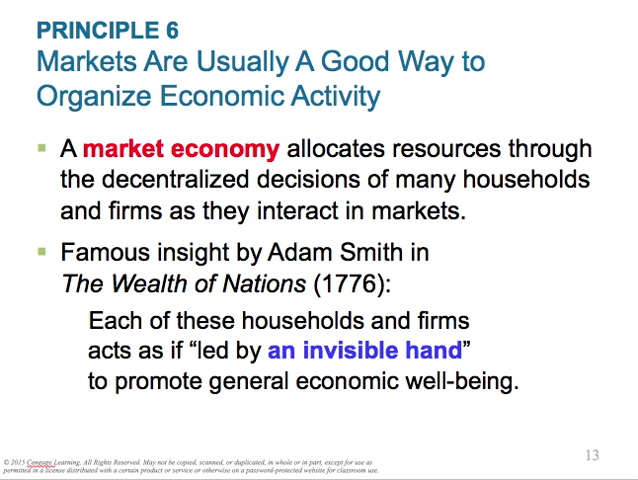 PRINCIPLE 6
Markets Are Usually A Good Way to
Organize Economic Activity
▪ A market economy allocates resources through
the decentralized decisions of many households
and firms as they interact in markets.
▪ Famous insight by Adam Smith in
The Wealth of Nations (1776):
Each of these households and firms
acts as if “led by an invisible hand”
to promote general economic well-being.
© 2015 Cengage Learning. All Rights Reserved. May not be copied, scanned, or duplicated, in whole or in part, except for use as
permitted in a license distributed with a certain product or service or otherwise on a password-protected website for classroom use.
13